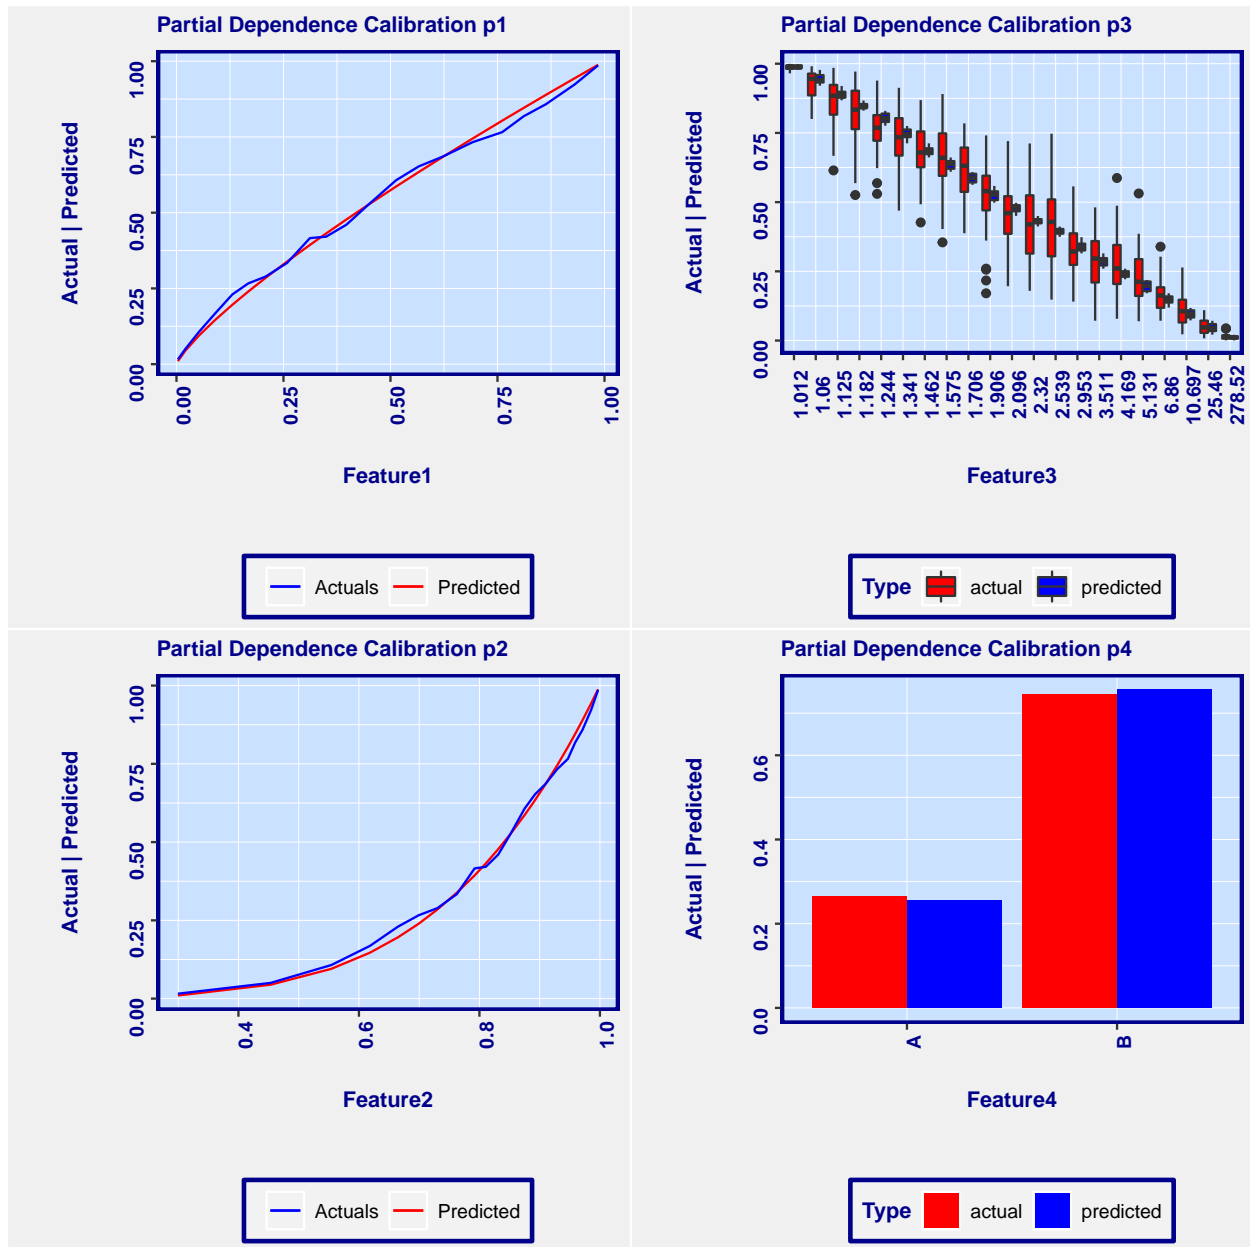 Partial Dependence Calibration p1
Actual | Predicted
1.00
0.75
0.50
0.25
0.00
0.00 0.25 0.50 0.75 1.00
Feature1
Actuals Predicted
Partial Dependence Calibration p3
Actual | Predicted
1.00
0.75
0.50
0.25
0.00
1.012 1.06 1.125 1.182 1.244 1.341 1.462 1.575 1.706 1.906 2.096 2.32 2.539 2.953 3.511 4.169 5.131 6.86 10.697 25.46 278.52
Feature3
Type actual predicted
Partial Dependence Calibration p2
Actual | Predicted
1.00
0.75
0.50
0.25
0.00
0.4 0.6 0.8 1.0
Feature2
Actuals Predicted
Partial Dependence Calibration p4
Actual | Predicted
0.6
0.4
0.2
0.0
A B
Feature4
Type actual predicted